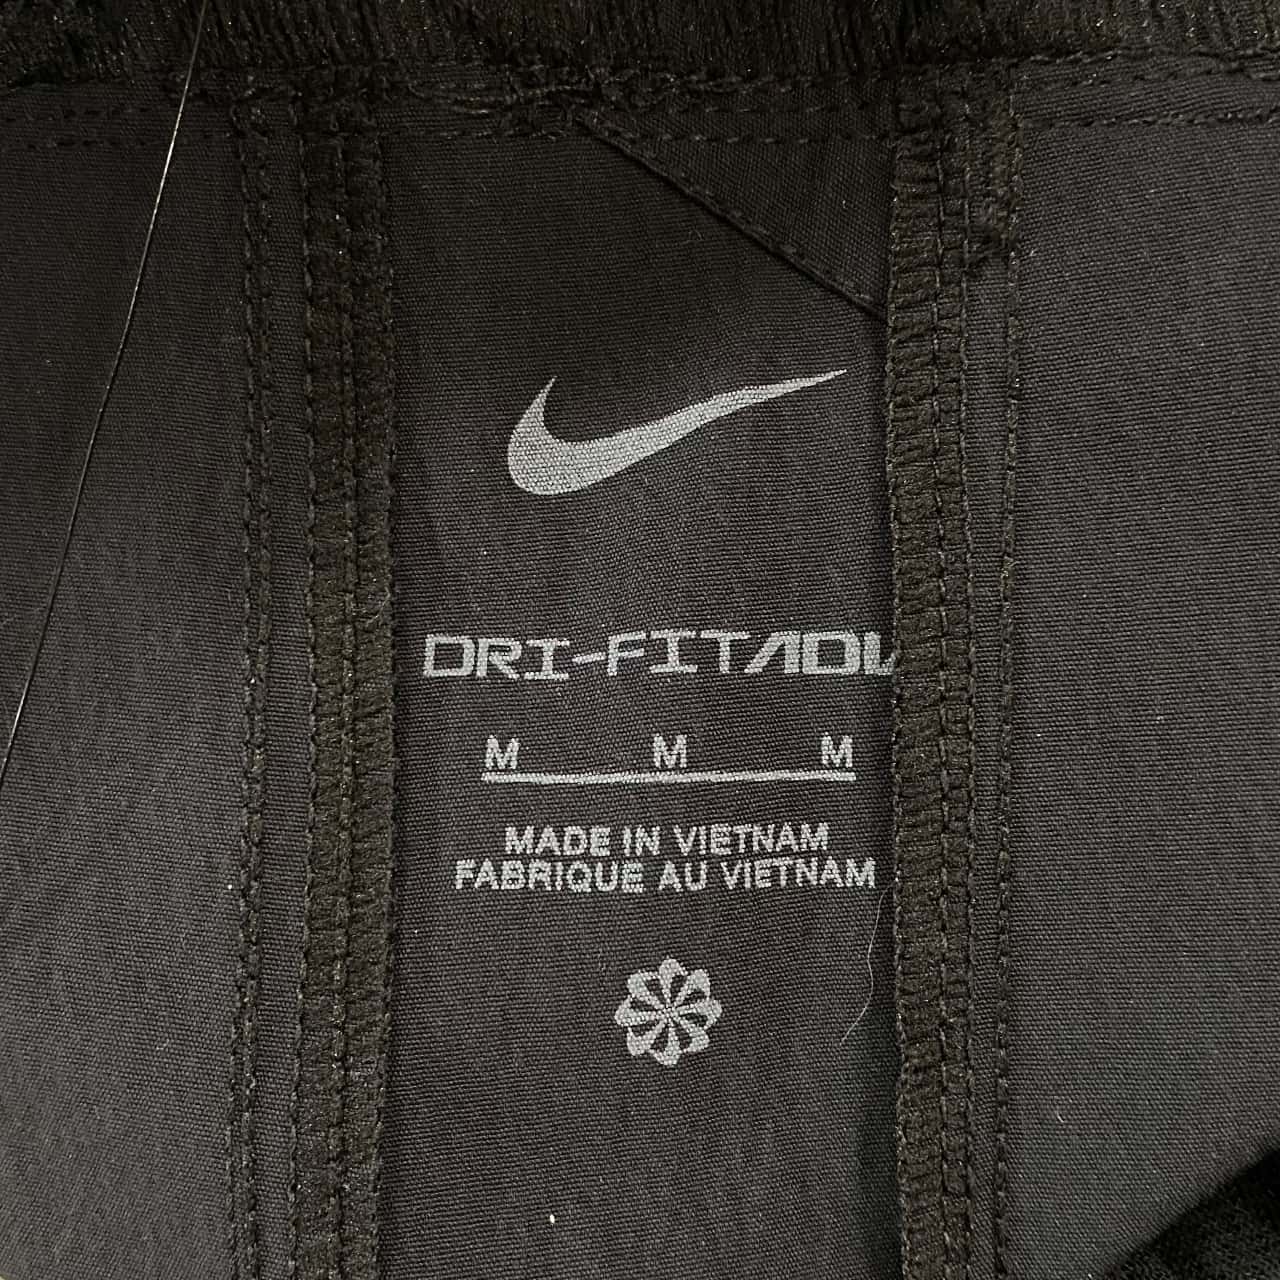 DRI-FITADV
M M M
MADE IN VIETNAM
FABRIQUE AU VIETNAM